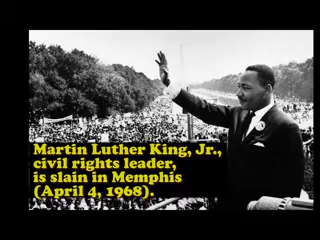 Martin Luther King, Jr.,
civil rights leader,
is slain in Memphis
(April 4, 1968).